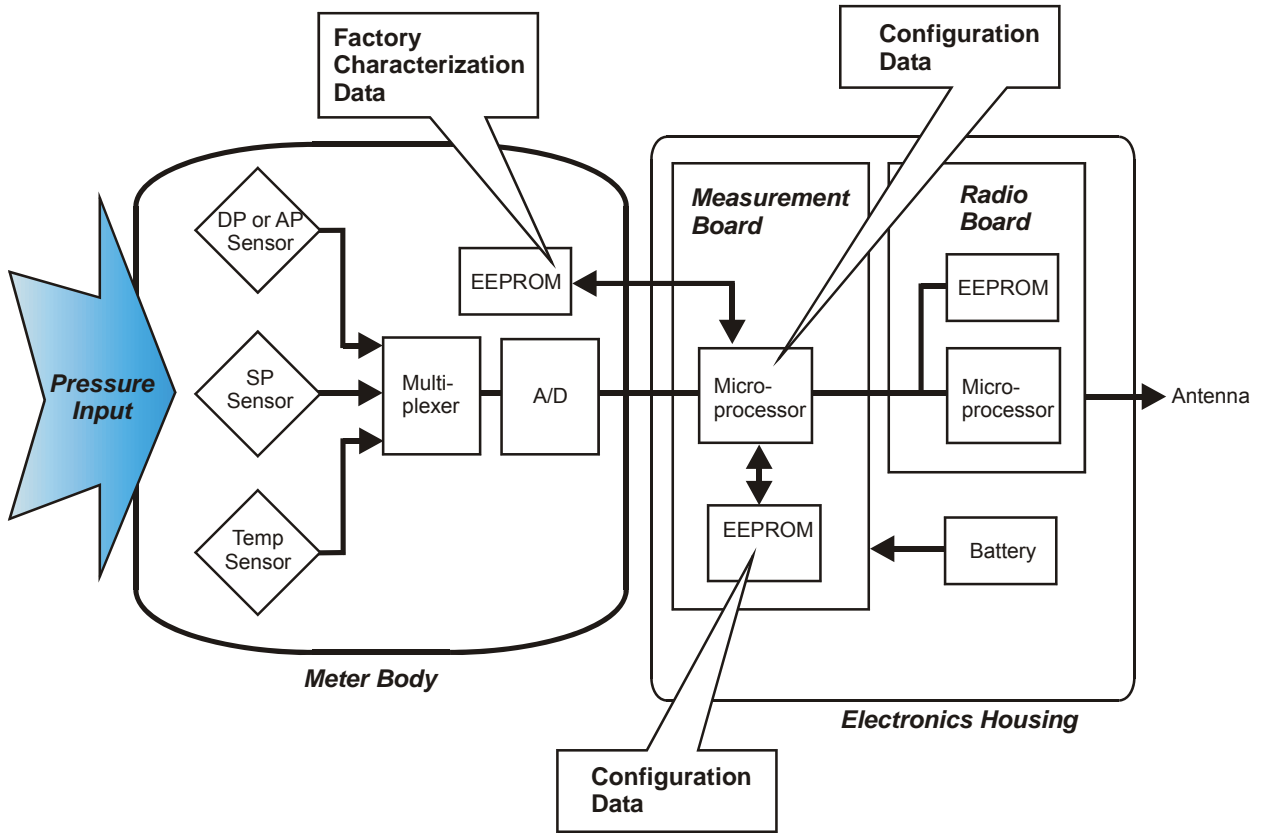 Factory
Characterization
Data
Configuration
Data
Measurement
Board
Radio
Board
DP or AP
Sensor
EEPROM
EEPROM
Pressure
Input
SP
Sensor
Multi-
plexer
A/D
Micro-
processor
Micro-
processor
Antenna
Temp
Sensor
EEPROM
Battery
Meter Body
Electronics Housing
Configuration
Data